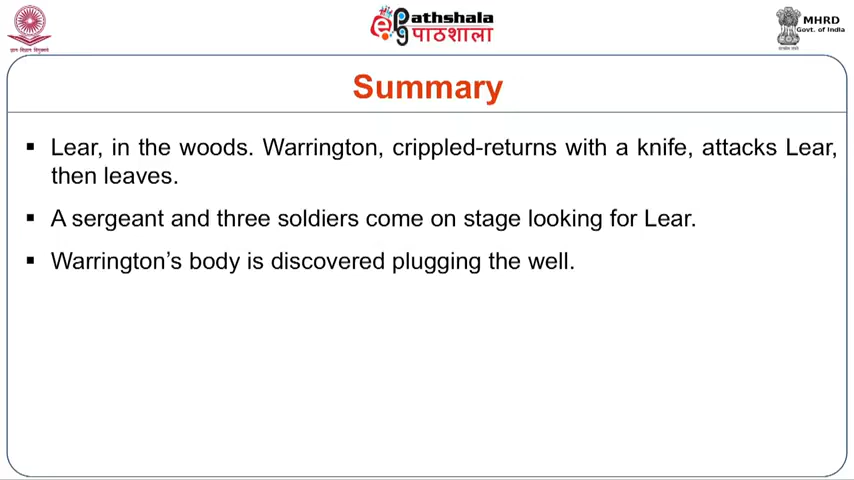 Pathshala
पाठशाला
MHRD
Govt. of India
Summary
▪ Lear, in the woods. Warrington, crippled-returns with a knife, attacks Lear,
then leaves.
▪ A sergeant and three soldiers come on stage looking for Lear.
▪ Warrington’s body is discovered plugging the well.